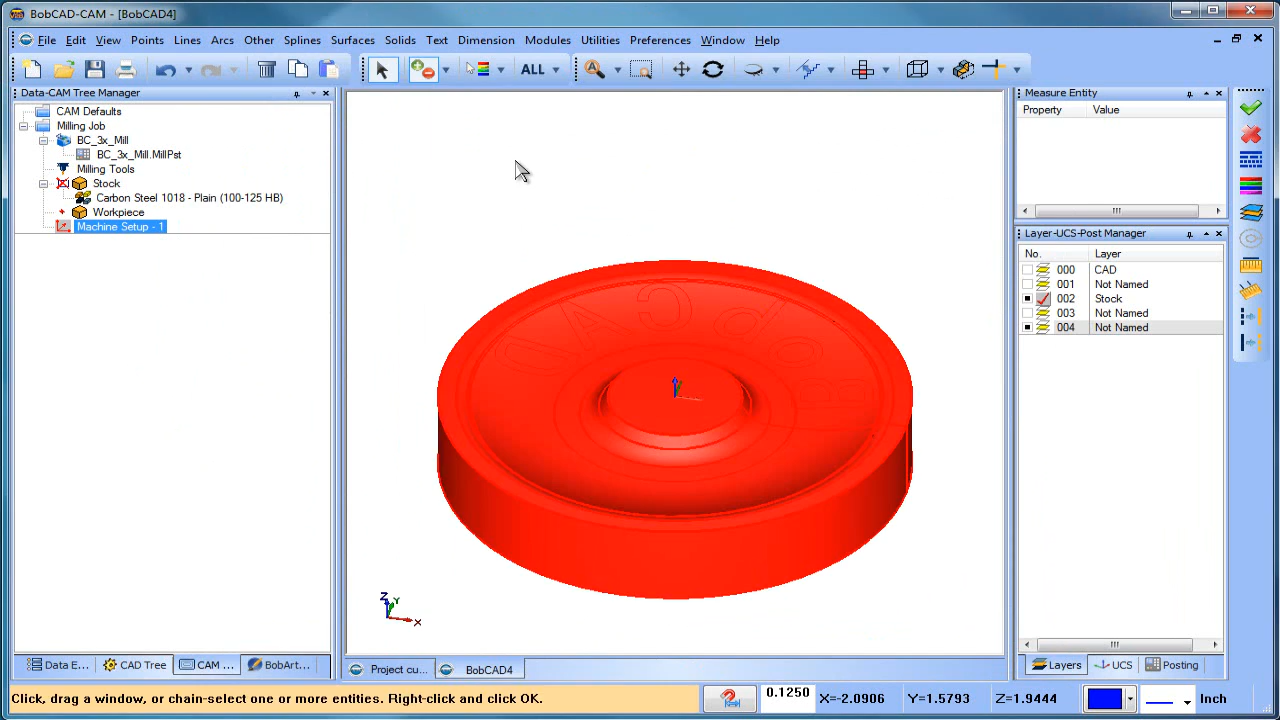 BobCAD-CAM - [BobCAD4]
File Edit View Points Lines Arcs Other Splines Surfaces Solids Text Dimension Modules Utilities Preferences Window Help
ALL
Data-CAM Tree Manager
CAM Defaults
Milling Job
BC_3x_Mill
BC_3x_Mill.MillPst
Milling Tools
Stock
Carbon Steel 1018 - Plain (100-125 HB)
Workpiece
Machine Setup - 1
BobCAD
Z
Y
X
Measure Entity
Property Value
Layer-UCS-Post Manager
No. Layer
000 CAD
001 Not Named
002 Stock
003 Not Named
004 Not Named
Data E... CAD Tree CAM ... BobArt...
Project cu... BobCAD4
Layers UCS Posting
Click, drag a window, or chain-select one or more entities. Right-click and click OK.
0.1250 X=-2.0906 Y=1.5793 Z=1.9444 Inch